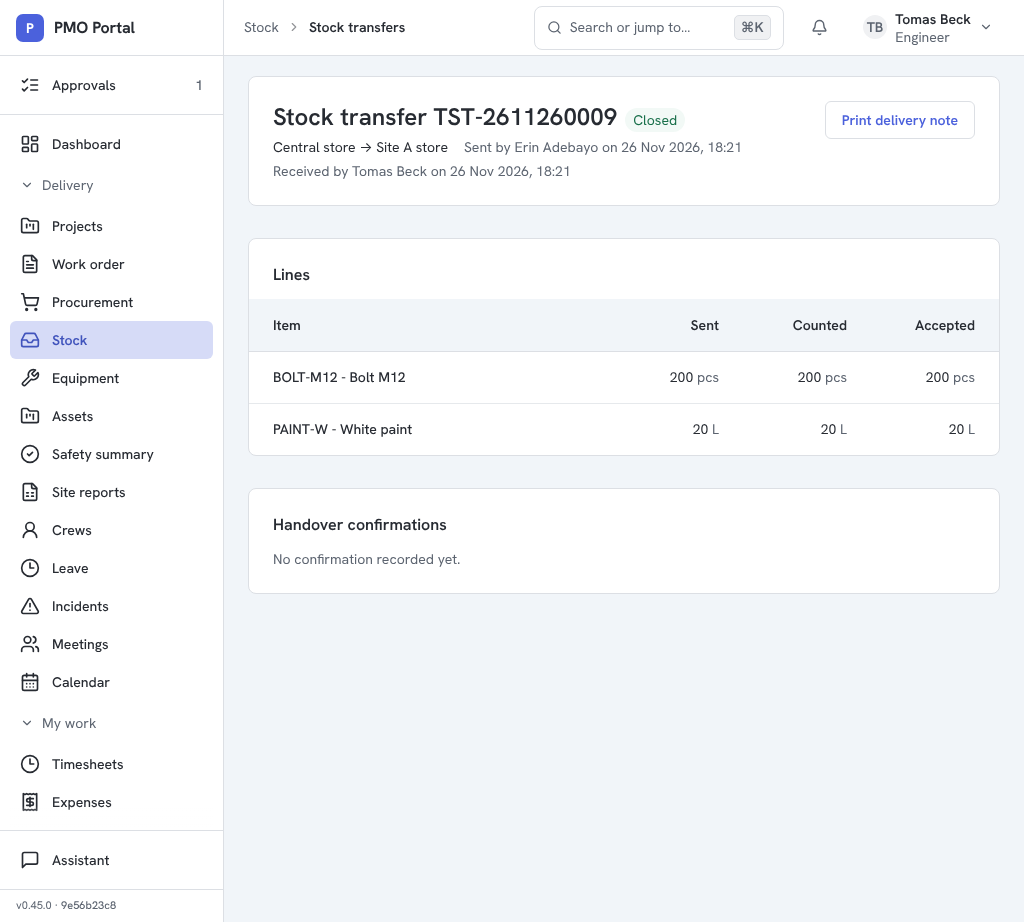 P PMO Portal
Stock > Stock transfers
Search or jump to... ⌘K
TB Tomas Beck
Engineer
Approvals 1
Dashboard
Delivery
Projects
Work order
Procurement
Stock
Equipment
Assets
Safety summary
Site reports
Crews
Leave
Incidents
Meetings
Calendar
My work
Timesheets
Expenses
Assistant
v0.45.0 · 9e56b23c8
Stock transfer TST-2611260009 Closed
Print delivery note
Central store → Site A store Sent by Erin Adebayo on 26 Nov 2026, 18:21
Received by Tomas Beck on 26 Nov 2026, 18:21
Lines
Item Sent Counted Accepted
BOLT-M12 - Bolt M12 200 pcs 200 pcs 200 pcs
PAINT-W - White paint 20 L 20 L 20 L
Handover confirmations
No confirmation recorded yet.